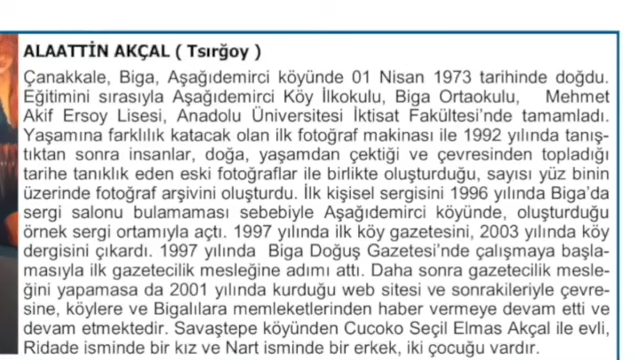 ALAATTİN AKÇAL ( Tsırğoy )
Çanakkale, Biga, Aşağıdemirci köyünde 01 Nisan 1973 tarihinde doğdu.
Eğitimini sırasıyla Aşağıdemirci Köy İlkokulu, Biga Ortaokulu, Mehmet
Akif Ersoy Lisesi, Anadolu Üniversitesi İktisat Fakültesi'nde tamamladı.
Yaşamına farklılık katacak olan ilk fotoğraf makinası ile 1992 yılında tanış-
tıktan sonra insanlar, doğa, yaşamdan çektiği ve çevresinden topladığı
tarihe tanıklık eden eski fotoğraflar ile birlikte oluşturduğu, sayısı yüz binin
üzerinde fotoğraf arşivini oluşturdu. İlk kişisel sergisini 1996 yılında Biga'da
sergi salonu bulamaması sebebiyle Aşağıdemirci köyünde, oluşturduğu
örnek sergi ortamıyla açtı. 1997 yılında ilk köy gazetesini, 2003 yılında köy
dergisini çıkardı. 1997 yılında Biga Doğuş Gazetesi'nde çalışmaya başla-
masıyla ilk gazetecilik mesleğine adımı attı. Daha sonra gazetecilik mesle-
ğini yapamasa da 2001 yılında kurduğu web sitesi ve sonrakileriyle çevre-
sine, köylere ve Bigalılara memleketlerinden haber vermeye devam etti ve
devam etmektedir. Savaştepe köyünden Cucoko Seçil Elmas Akçal ile evli,
Ridade isminde bir kız ve Nart isminde bir erkek, iki çocuğu vardır.